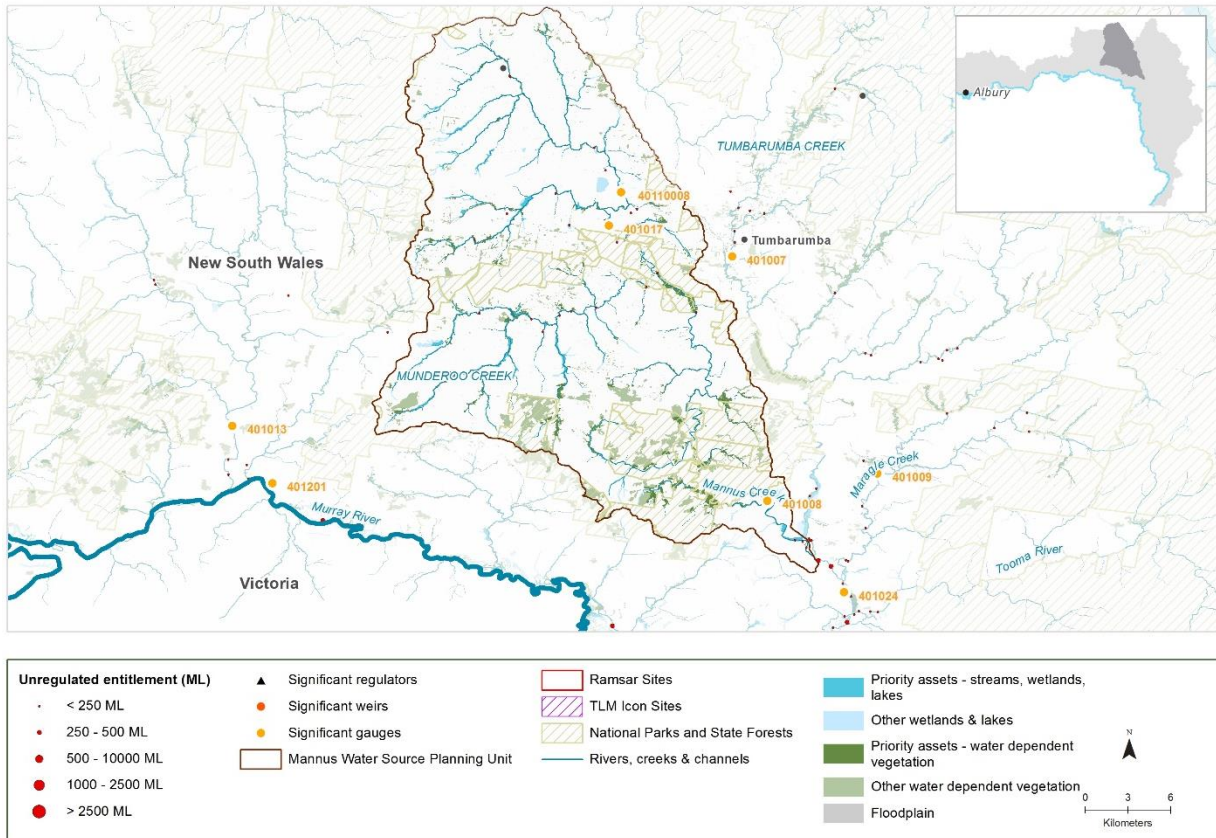 Albury
TUMBARUMBA CREEK
40110008
401017
Tumbarumba
401007
New South Wales
MUNDEROO CREEK
401013
401201
Murray River
Mannus Creek
401008
Maragle Creek
401009
Tooma River
Victoria
401024
Unregulated entitlement (ML)
< 250 ML
250 - 500 ML
500 - 10000 ML
1000 - 2500 ML
> 2500 ML
Significant regulators
Significant weirs
Significant gauges
Mannus Water Source Planning Unit
Ramsar Sites
TLM Icon Sites
National Parks and State Forests
Rivers, creeks & channels
Priority assets - streams, wetlands,
lakes
Other wetlands & lakes
Priority assets - water dependent
vegetation
Other water dependent vegetation
Floodplain
N
0 3 6
Kilometers